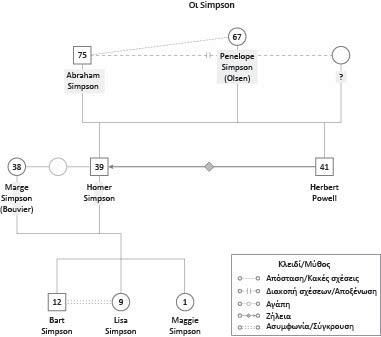 Οι Simpson
67
75
Penelope
Simpson
(Olsen)
Abraham
Simpson
?
38
39
41
Marge
Simpson
(Bouvier)
Homer
Simpson
Herbert
Powell
12
9
1
Bart
Simpson
Lisa
Simpson
Maggie
Simpson
Κλειδί/Μύθος
Απόσταση/Κακές σχέσεις
Διακοπή σχέσεων/Αποξένωση
Αγάπη
Ζήλεια
Ασυμφωνία/Σύγκρουση